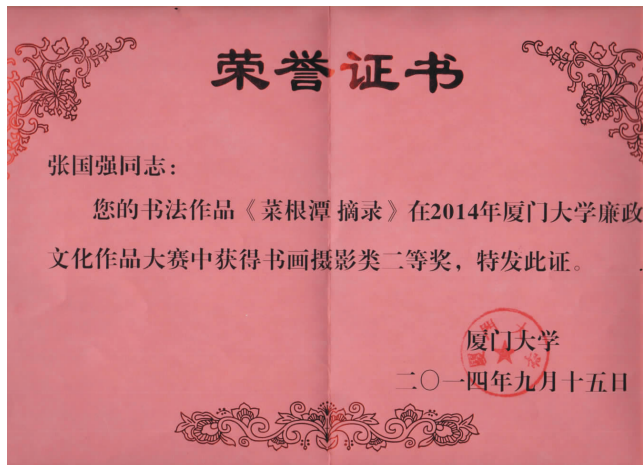 荣誉证书
张国强同志：
您的书法作品《菜根潭 摘录》在2014年厦门大学廉政
文化作品大赛中获得书画摄影类二等奖，特发此证。
厦门大学
二〇一四年九月十五日